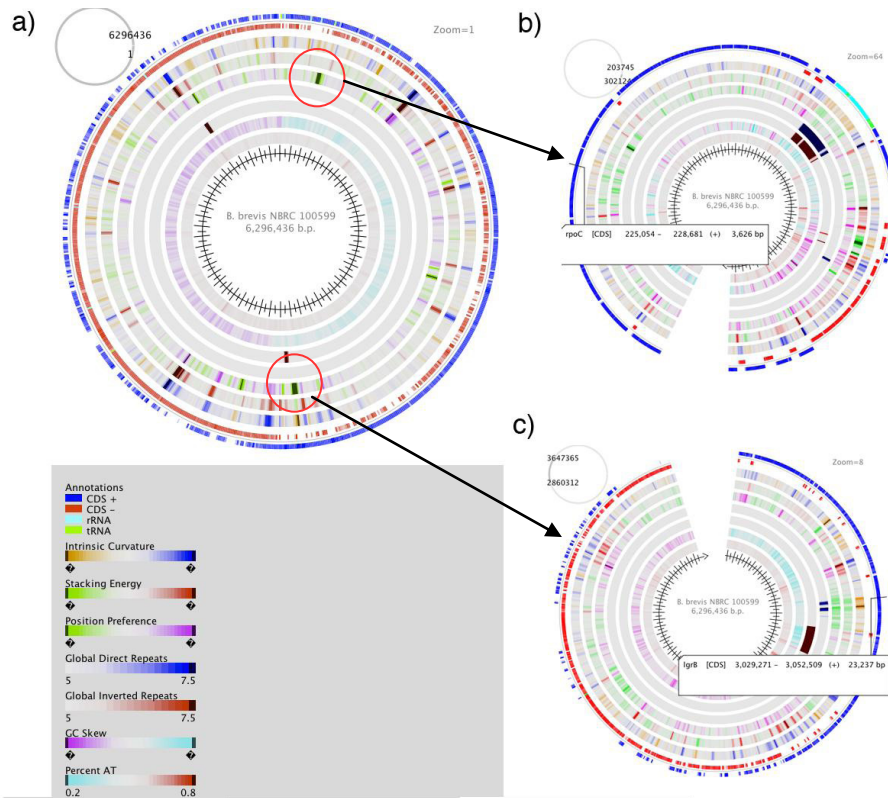 a)
6296436
1
Zoom=1
B. brevis NBRC 100599
6,296,436 b.p.
b)
203745
302124
Zoom=64
B. brevis NBRC 100599
6,296,436 b.p.
rpoC [CDS] 225,054 – 228,681 (+) 3,626 bp
c)
3647365
2860312
Zoom=8
B. brevis NBRC 100599
6,296,436 b.p.
lgrB [CDS] 3,029,271 – 3,052,509 (+) 23,237 bp
Annotations
CDS +
CDS –
rRNA
tRNA
Intrinsic Curvature
� �
Stacking Energy
� �
Position Preference
� �
Global Direct Repeats
5 7.5
Global Inverted Repeats
5 7.5
GC Skew
� �
Percent AT
0.2 0.8